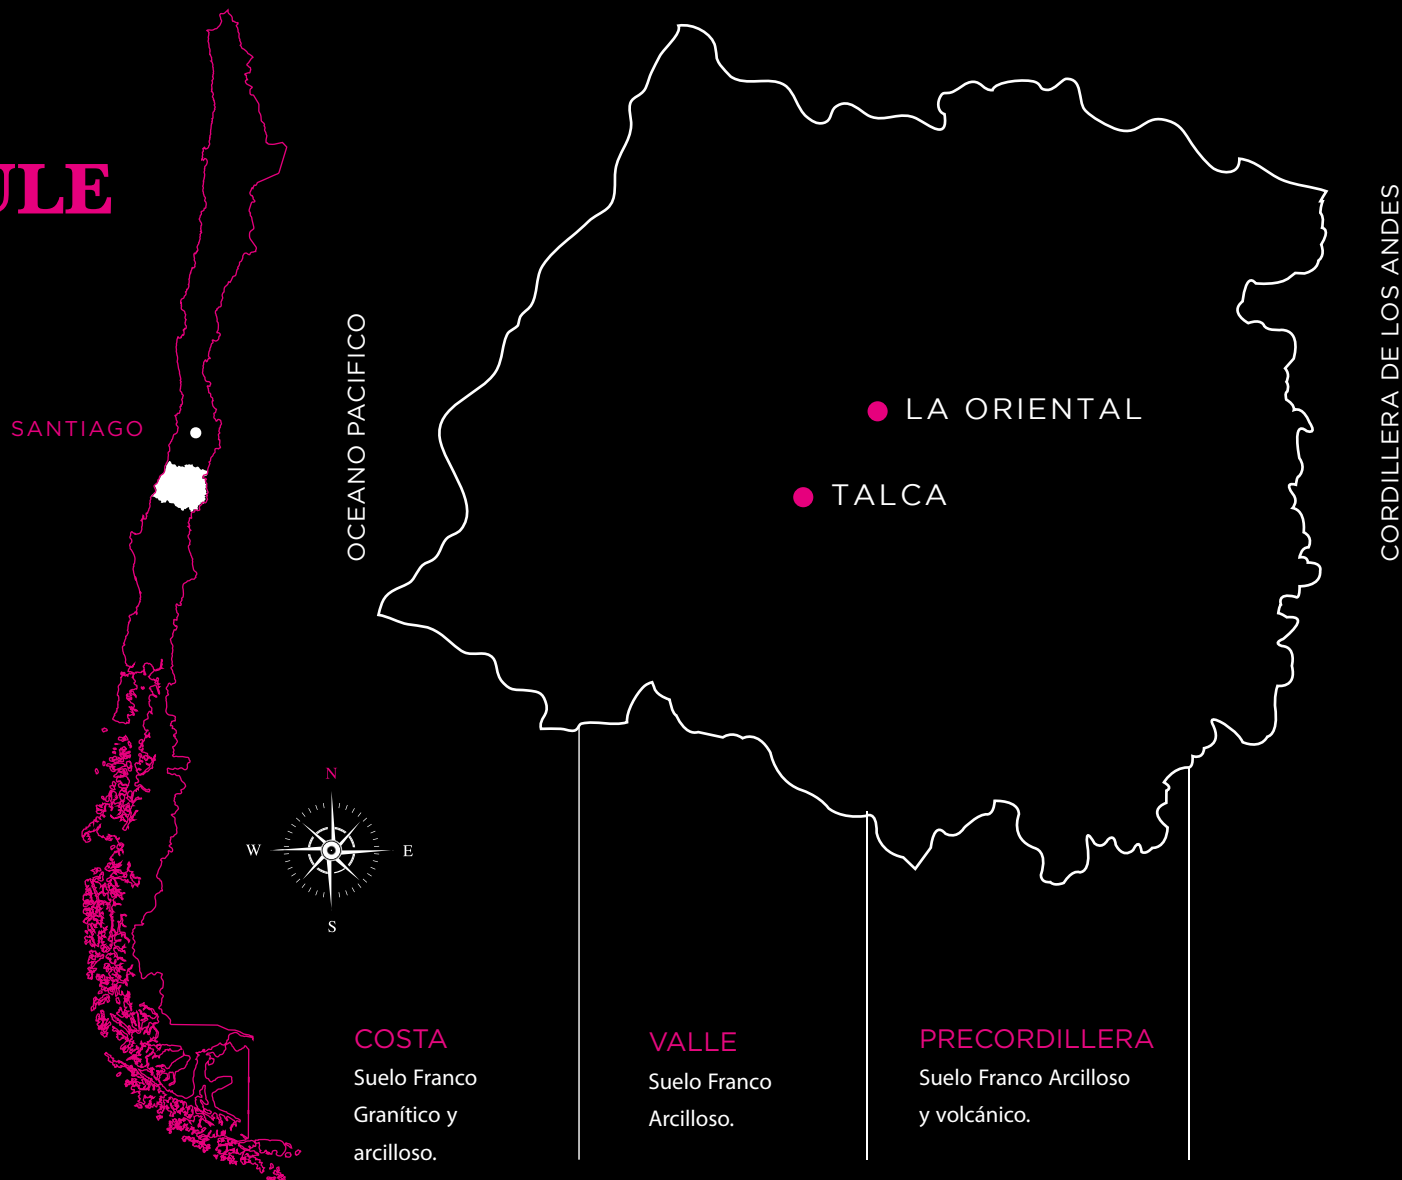 ULE
SANTIAGO
OCEANO PACIFICO
CORDILLERA DE LOS ANDES
LA ORIENTAL
TALCA
N
W
E
S
COSTA
Suelo Franco
Granítico y
arcilloso.
VALLE
Suelo Franco
Arcilloso.
PRECORDILLERA
Suelo Franco Arcilloso
y volcánico.